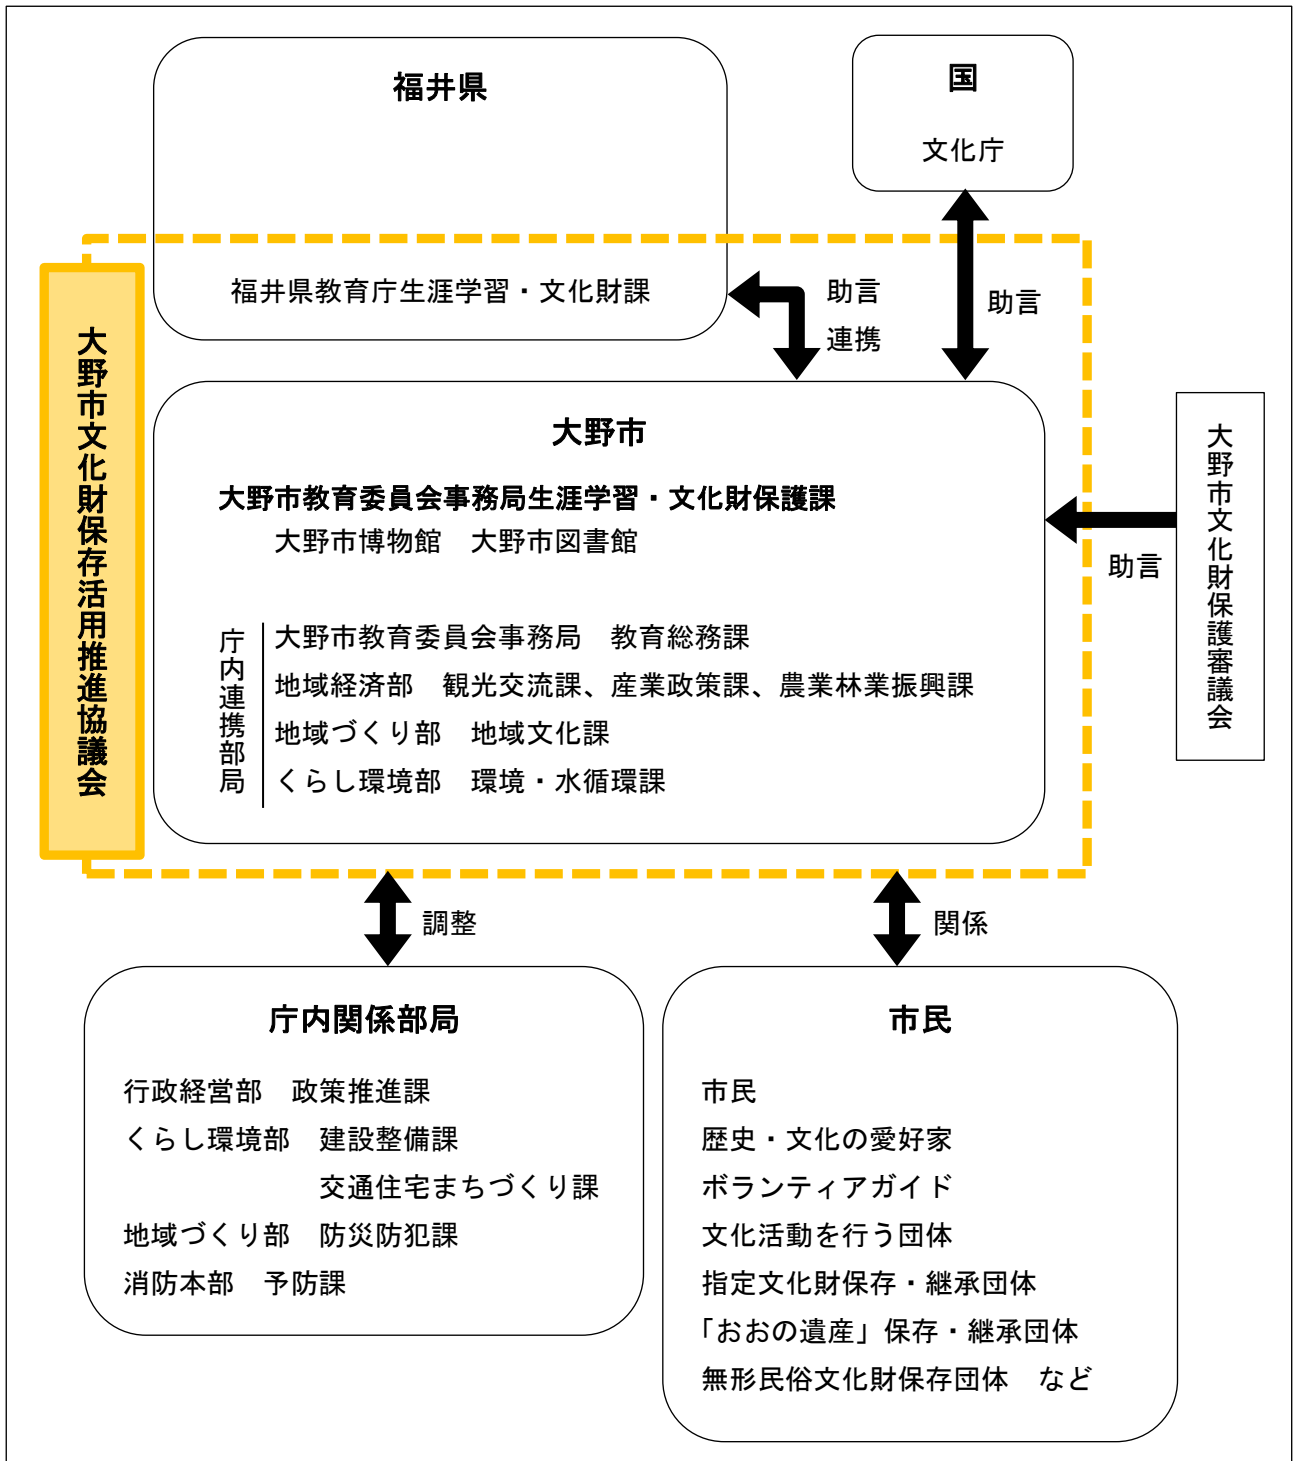 福井県
福井県教育庁生涯学習・文化財課
国
文化庁
助言
連携
助言
大野市文化財保存活用推進協議会
大野市
大野市教育委員会事務局生涯学習・文化財保護課
大野市博物館　大野市図書館
庁内連携部局
大野市教育委員会事務局　教育総務課
地域経済部　観光交流課、産業政策課、農業林業振興課
地域づくり部　地域文化課
くらし環境部　環境・水循環課
助言
大野市文化財保護審議会
調整
関係
庁内関係部局
行政経営部　政策推進課
くらし環境部　建設整備課
交通住宅まちづくり課
地域づくり部　防災防犯課
消防本部　予防課
市民
市民
歴史・文化の愛好家
ボランティアガイド
文化活動を行う団体
指定文化財保存・継承団体
「おおの遺産」保存・継承団体
無形民俗文化財保存団体　など